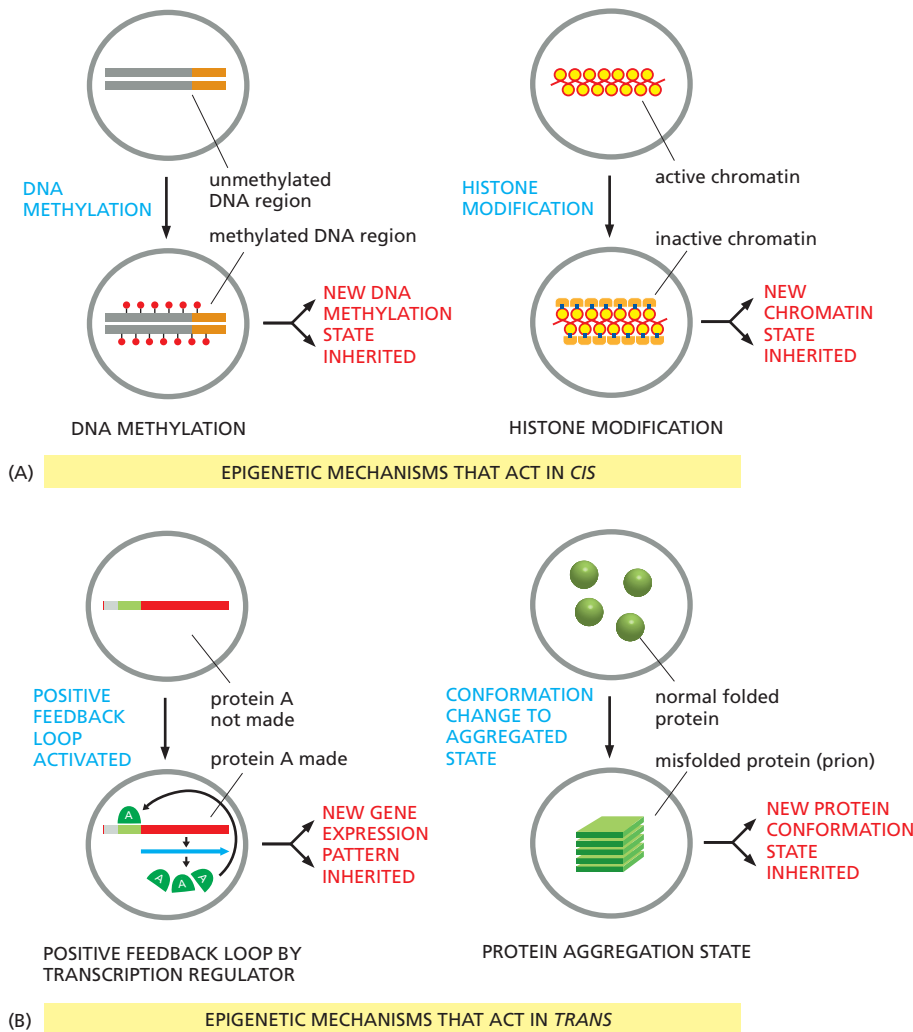 unmethylated
DNA region
DNA
METHYLATION
methylated DNA region
NEW DNA
METHYLATION
STATE
INHERITED
DNA METHYLATION
active chromatin
HISTONE
MODIFICATION
inactive chromatin
NEW
CHROMATIN
STATE
INHERITED
HISTONE MODIFICATION
(A) EPIGENETIC MECHANISMS THAT ACT IN CIS
protein A
not made
POSITIVE
FEEDBACK
LOOP
ACTIVATED
protein A made
A
A
A
A
NEW GENE
EXPRESSION
PATTERN
INHERITED
POSITIVE FEEDBACK LOOP BY
TRANSCRIPTION REGULATOR
normal folded
protein
CONFORMATION
CHANGE TO
AGGREGATED
STATE
misfolded protein (prion)
NEW PROTEIN
CONFORMATION
STATE
INHERITED
PROTEIN AGGREGATION STATE
(B) EPIGENETIC MECHANISMS THAT ACT IN TRANS